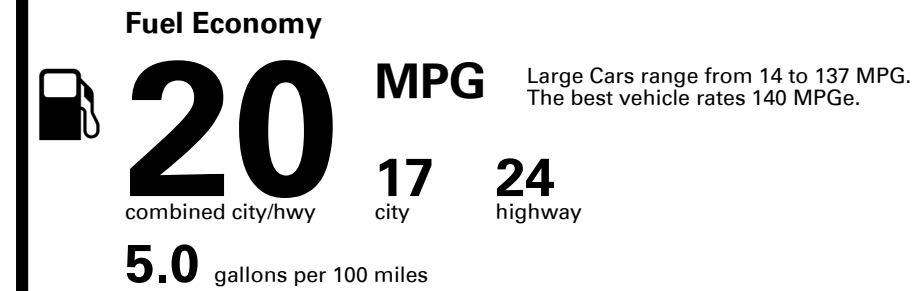 Fuel Economy
20 MPG
Large Cars range from 14 to 137 MPG.
The best vehicle rates 140 MPGe.
17 24
combined city/hwy city highway
5.0 gallons per 100 miles